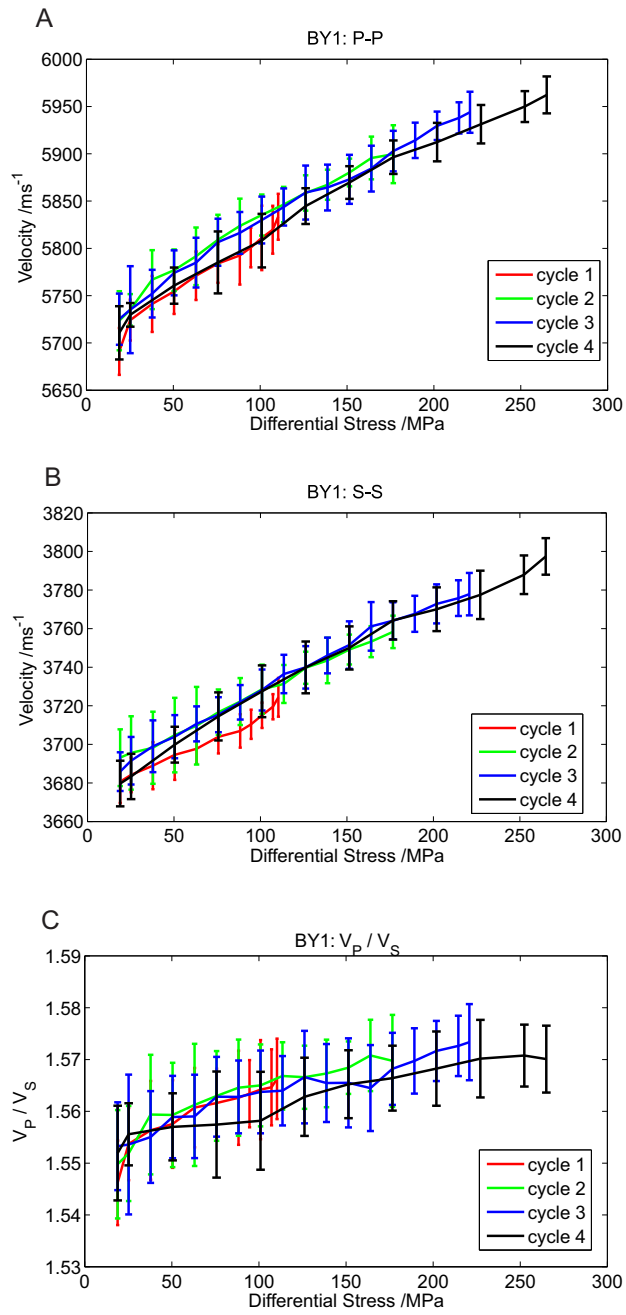 A
BY1: P-P
6000
5950
5900
5850
5800
5750
5700
5650
Velocity /ms⁻¹
0
50
100
150
200
250
300
Differential Stress /MPa
cycle 1
cycle 2
cycle 3
cycle 4
B
BY1: S-S
3820
3800
3780
3760
3740
3720
3700
3680
3660
Velocity/ms⁻¹
0
50
100
150
200
250
300
Differential Stress /MPa
cycle 1
cycle 2
cycle 3
cycle 4
C
BY1: V_P / V_S
1.59
1.58
1.57
1.56
1.55
1.54
1.53
V_P / V_S
0
50
100
150
200
250
300
Differential Stress /MPa
cycle 1
cycle 2
cycle 3
cycle 4